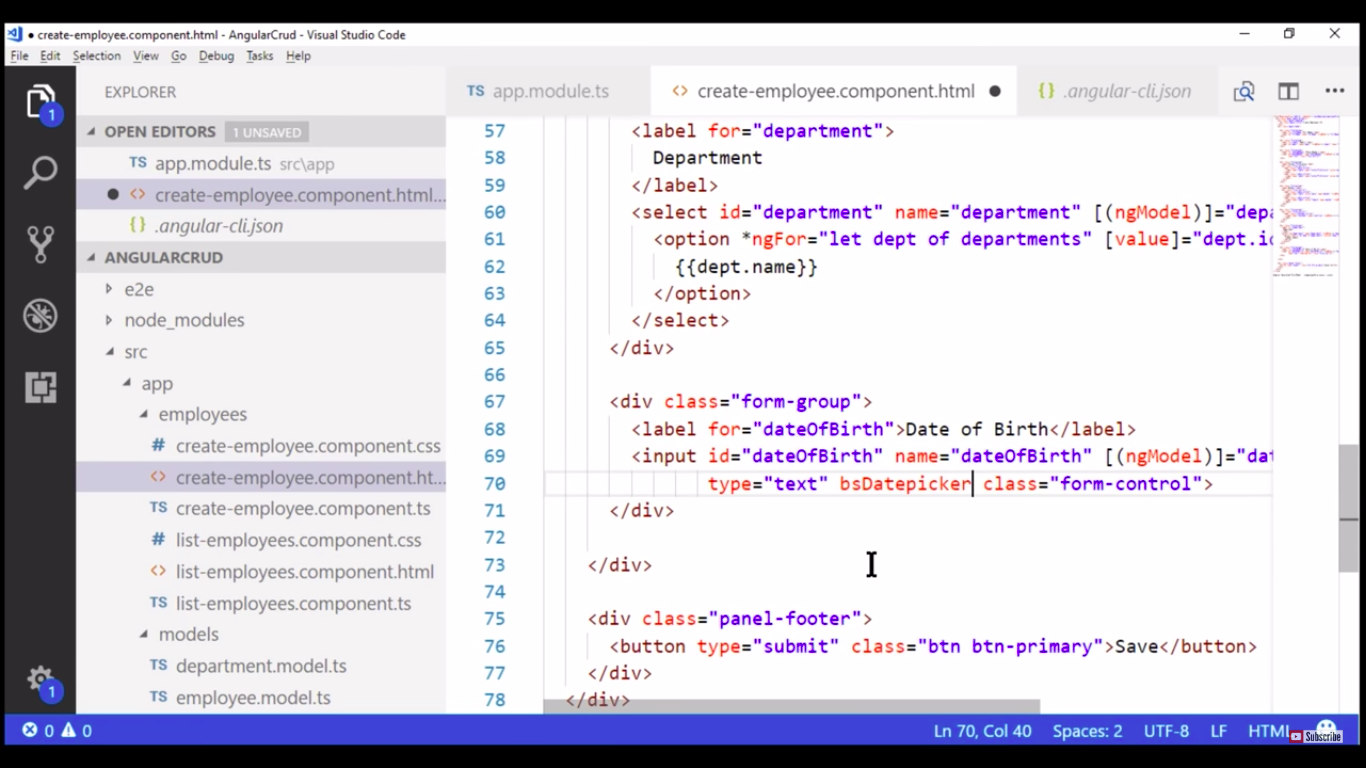 create-employee.component.html - AngularCrud - Visual Studio Code
File Edit Selection View Go Debug Tasks Help
EXPLORER
OPEN EDITORS 1 UNSAVED
TS app.module.ts src\app
<> create-employee.component.html...
{} .angular-cli.json
ANGULARCRUD
e2e
node_modules
src
app
employees
# create-employee.component.css
<> create-employee.component.ht...
TS create-employee.component.ts
# list-employees.component.css
<> list-employees.component.html
TS list-employees.component.ts
models
TS department.model.ts
TS employee.model.ts
1
1
TS app.module.ts <> create-employee.component.html {} .angular-cli.json
57 <label for="department">
58 Department
59 </label>
60 <select id="department" name="department" [(ngModel)]="depa
61 <option *ngFor="let dept of departments" [value]="dept.id
62 {{dept.name}}
63 </option>
64 </select>
65 </div>
66
67 <div class="form-group">
68 <label for="dateOfBirth">Date of Birth</label>
69 <input id="dateOfBirth" name="dateOfBirth" [(ngModel)]="dat
70 type="text" bsDatepicker class="form-control">
71 </div>
72
73 </div>
74
75 <div class="panel-footer">
76 <button type="submit" class="btn btn-primary">Save</button>
77 </div>
78 </div>
0 0 Ln 70, Col 40 Spaces: 2 UTF-8 LF HTML Subscribe